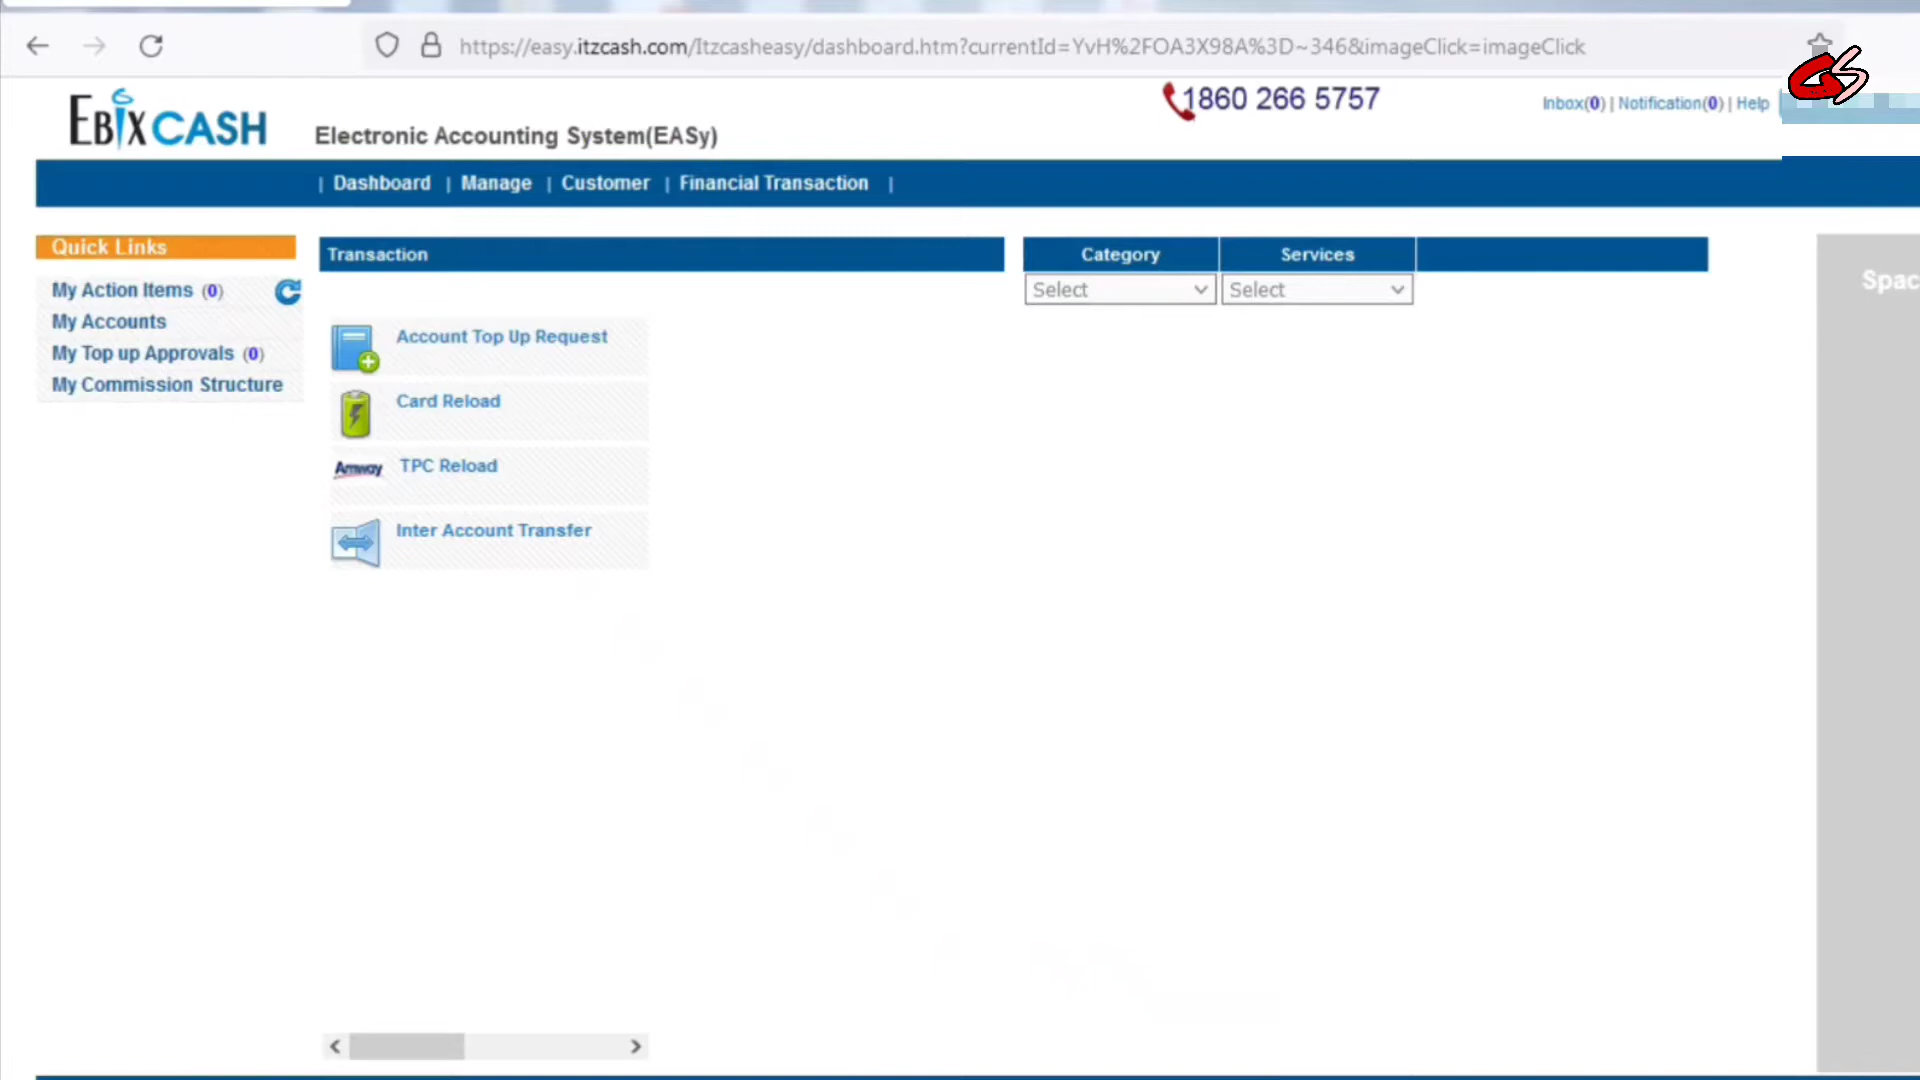 https://easy.itzcash.com/Itzcasheasy/dashboard.htm?currentId=YvH%2FOA3X98A%3D~346&imageClick=imageClick
GS
EBIXCASH
Electronic Accounting System(EASy)
1860 266 5757
Inbox(0) | Notification(0) | Help
| Dashboard | Manage | Customer | Financial Transaction |
Quick Links
My Action Items (0)
My Accounts
My Top up Approvals (0)
My Commission Structure
Transaction
Account Top Up Request
Card Reload
Amway TPC Reload
Inter Account Transfer
Category Services
Select Select
Spac